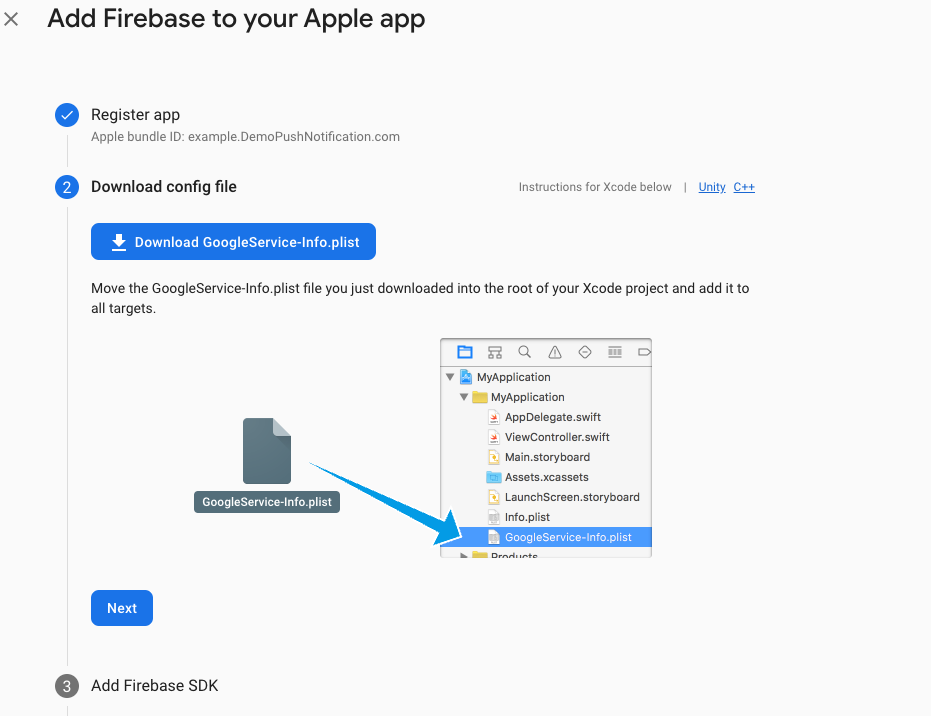 Add Firebase to your Apple app
Register app
Apple bundle ID: example.DemoPushNotification.com
2 Download config file
Instructions for Xcode below | Unity C++
Download GoogleService-Info.plist
Move the GoogleService-Info.plist file you just downloaded into the root of your Xcode project and add it to
all targets.
MyApplication
MyApplication
AppDelegate.swift
ViewController.swift
Main.storyboard
Assets.xcassets
LaunchScreen.storyboard
Info.plist
GoogleService-Info.plist
Products
GoogleService-Info.plist
Next
3 Add Firebase SDK